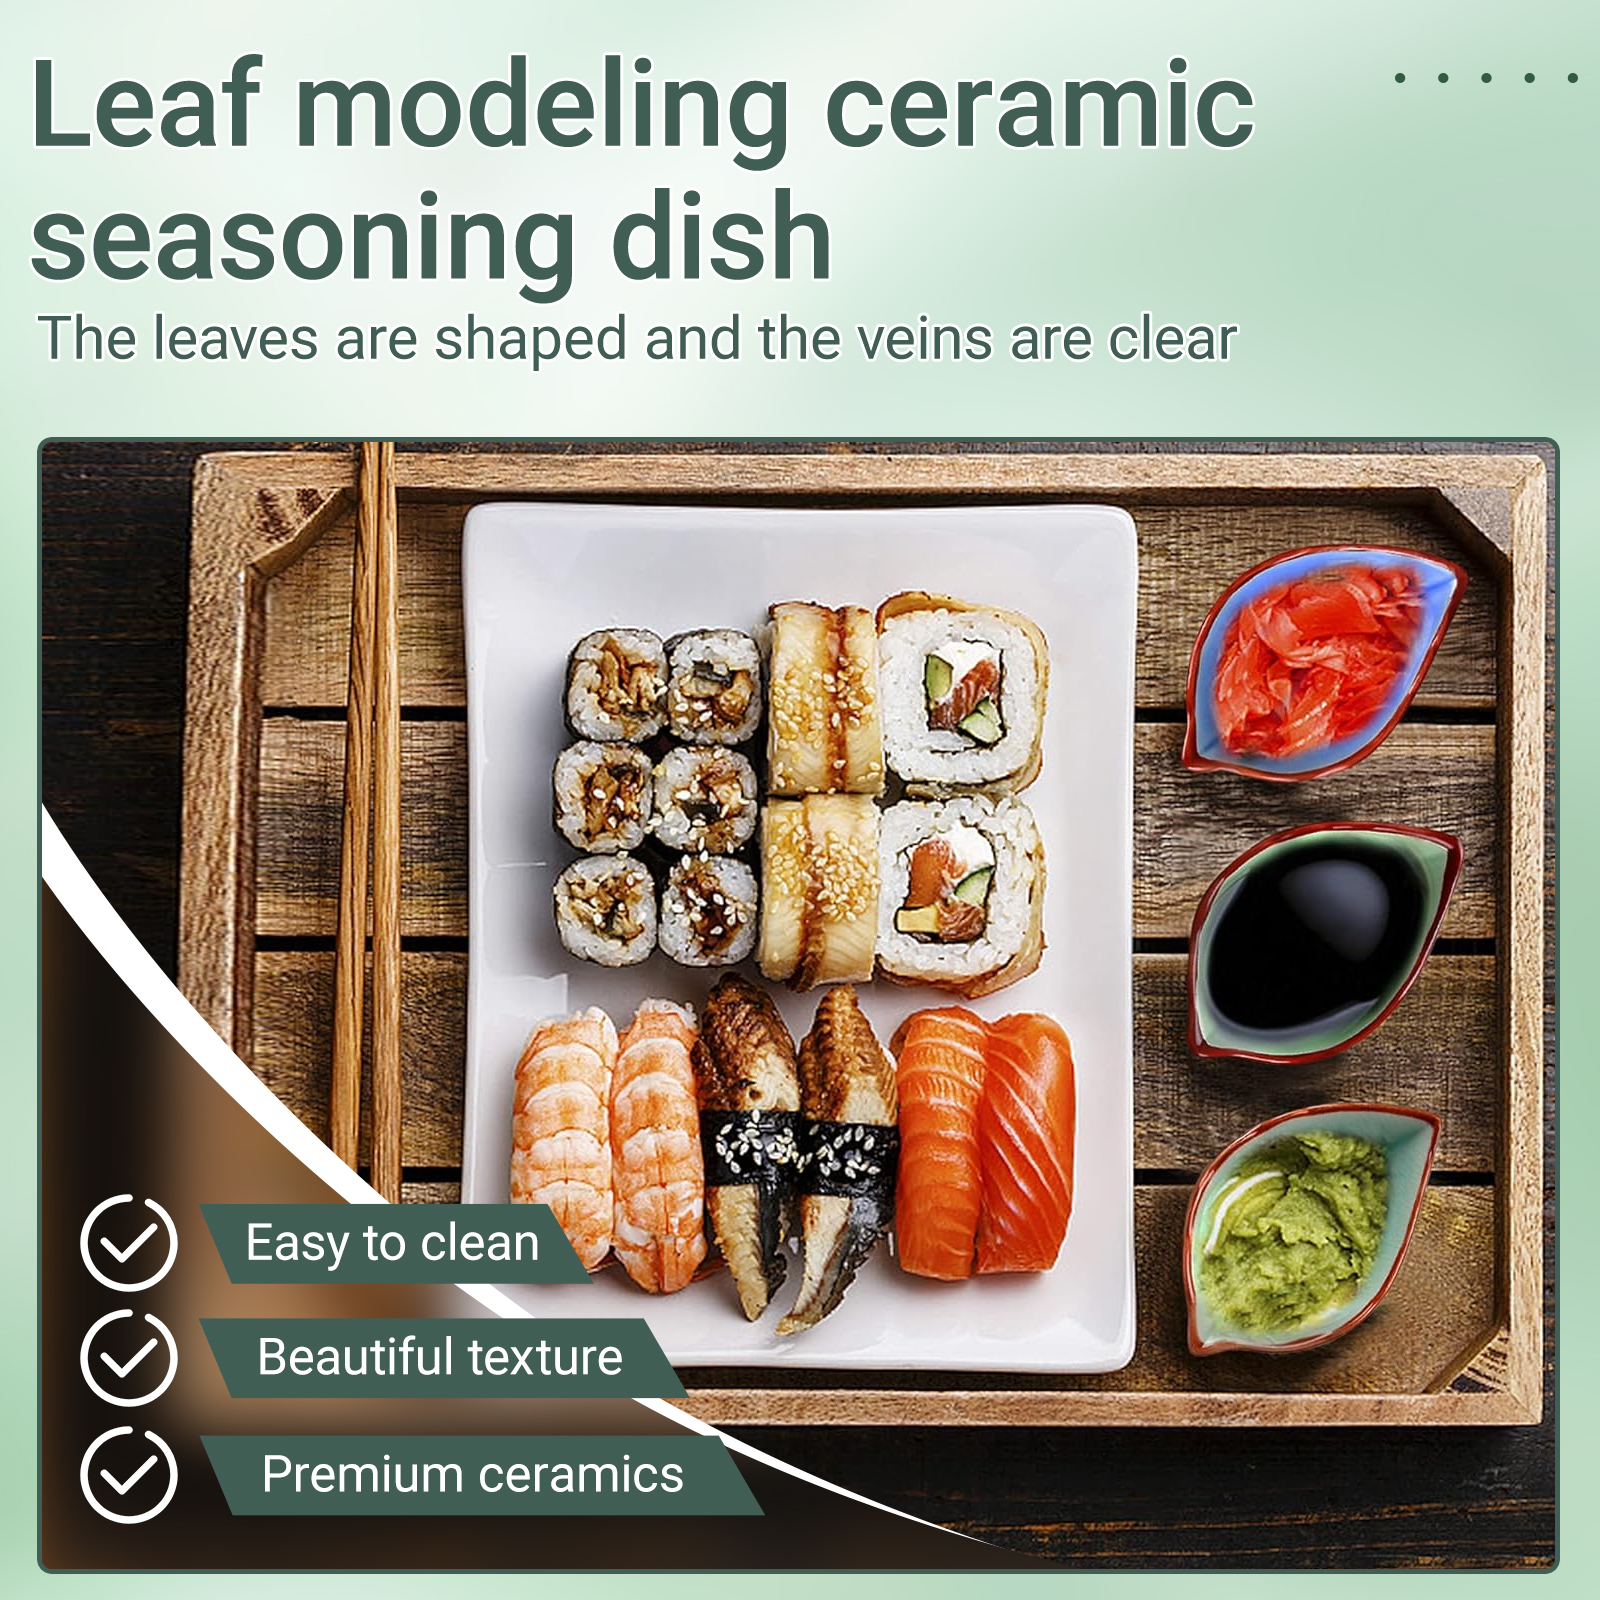 Leaf modeling ceramic
seasoning dish
The leaves are shaped and the veins are clear
Easy to clean
Beautiful texture
Premium ceramics